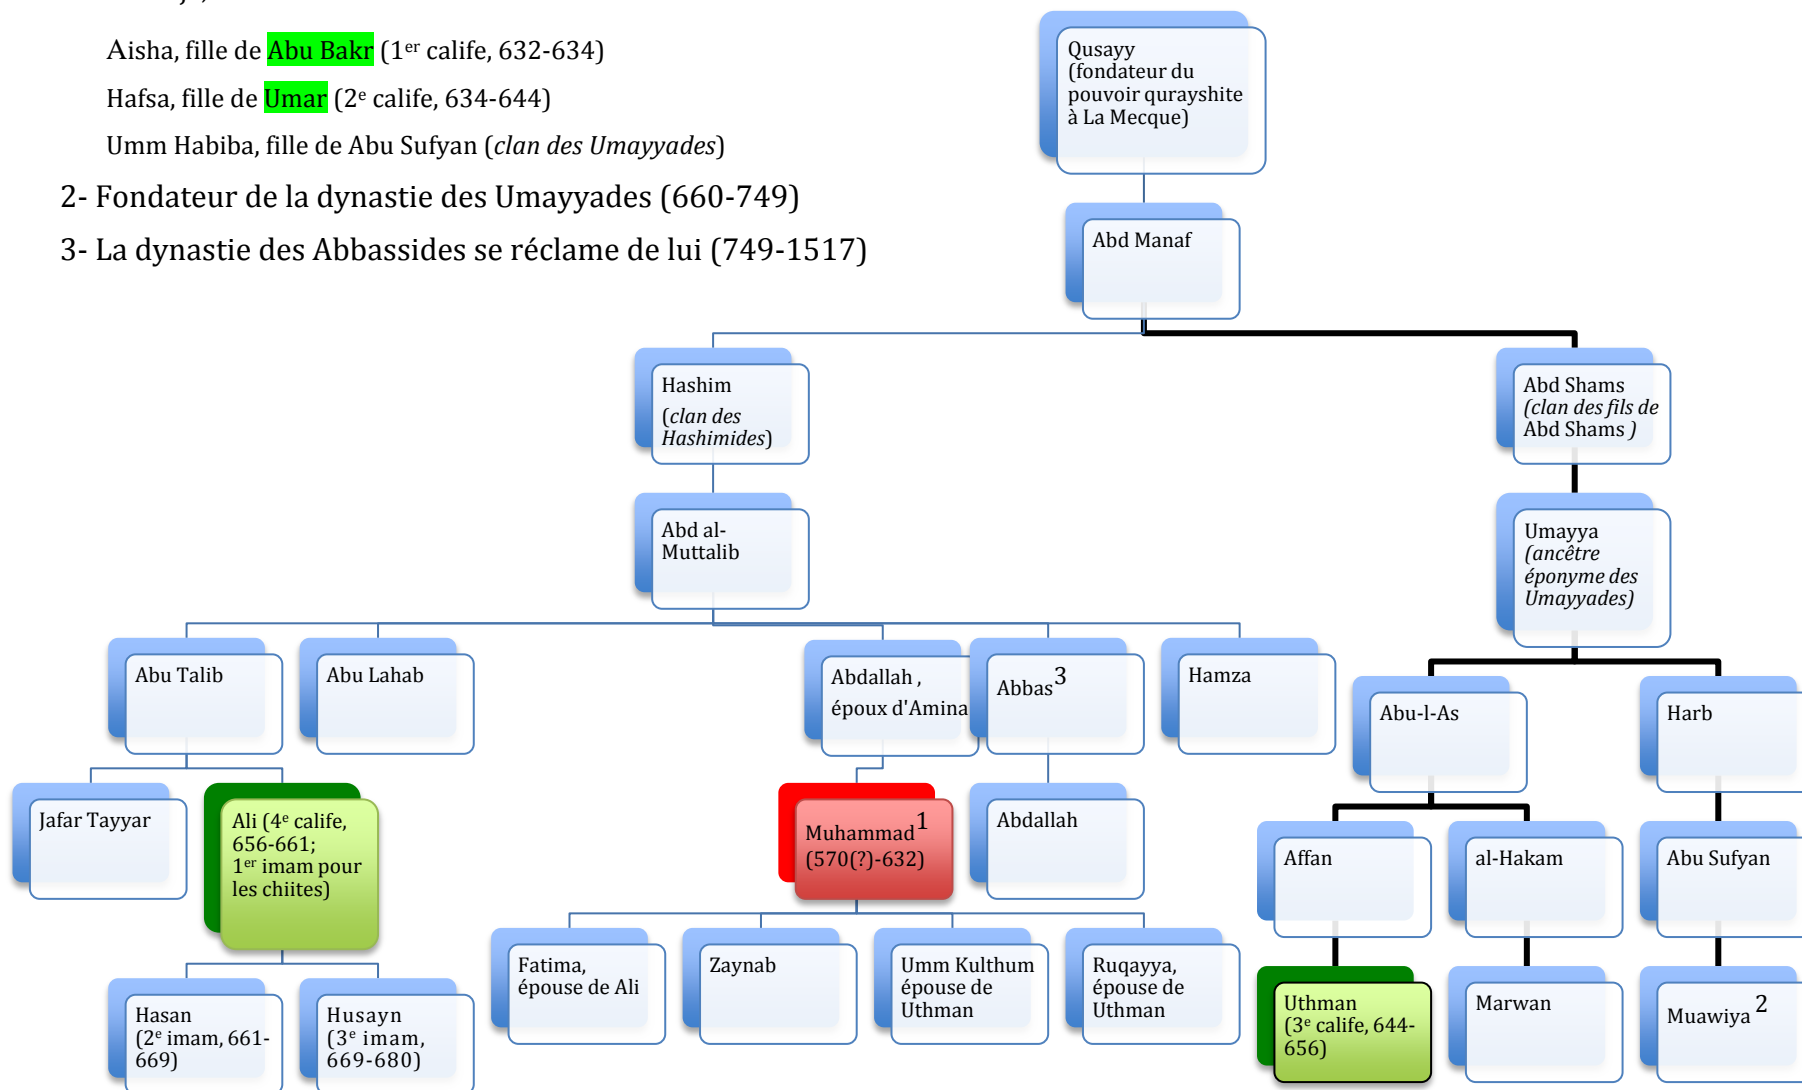 Aisha, fille de Abu Bakr (1er calife, 632-634)
Hafsa, fille de Umar (2e calife, 634-644)
Umm Habiba, fille de Abu Sufyan (clan des Umayyades)
2- Fondateur de la dynastie des Umayyades (660-749)
3- La dynastie des Abbassides se réclame de lui (749-1517)
Qusayy
(fondateur du
pouvoir qurayshite
à La Mecque)
Abd Manaf
Hashim
(clan des
Hashimides)
Abd Shams
(clan des fils de
Abd Shams )
Abd al-
Muttalib
Umayya
(ancêtre
éponyme des
Umayyades)
Abu Talib
Abu Lahab
Abdallah ,
époux d'Amina
Abbas3
Hamza
Abu-l-As
Harb
Jafar Tayyar
Ali (4e calife,
656-661;
1er imam pour
les chiites)
Muhammad1
(570(?)-632)
Abdallah
Affan
al-Hakam
Abu Sufyan
Hasan
(2e imam, 661-
669)
Husayn
(3e imam,
669-680)
Fatima,
épouse de Ali
Zaynab
Umm Kulthum
épouse de
Uthman
Ruqayya,
épouse de
Uthman
Uthman
(3e calife, 644-
656)
Marwan
Muawiya 2